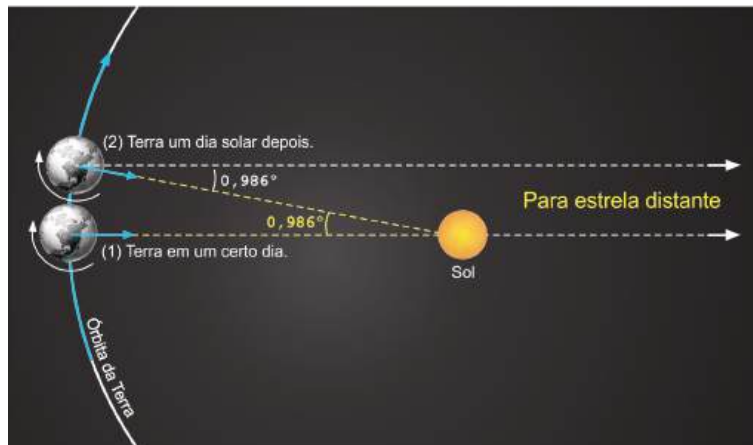 (2) Terra um dia solar depois.
0,986°
Para estrela distante
0,986°
(1) Terra em um certo dia.
Sol
Órbita da Terra